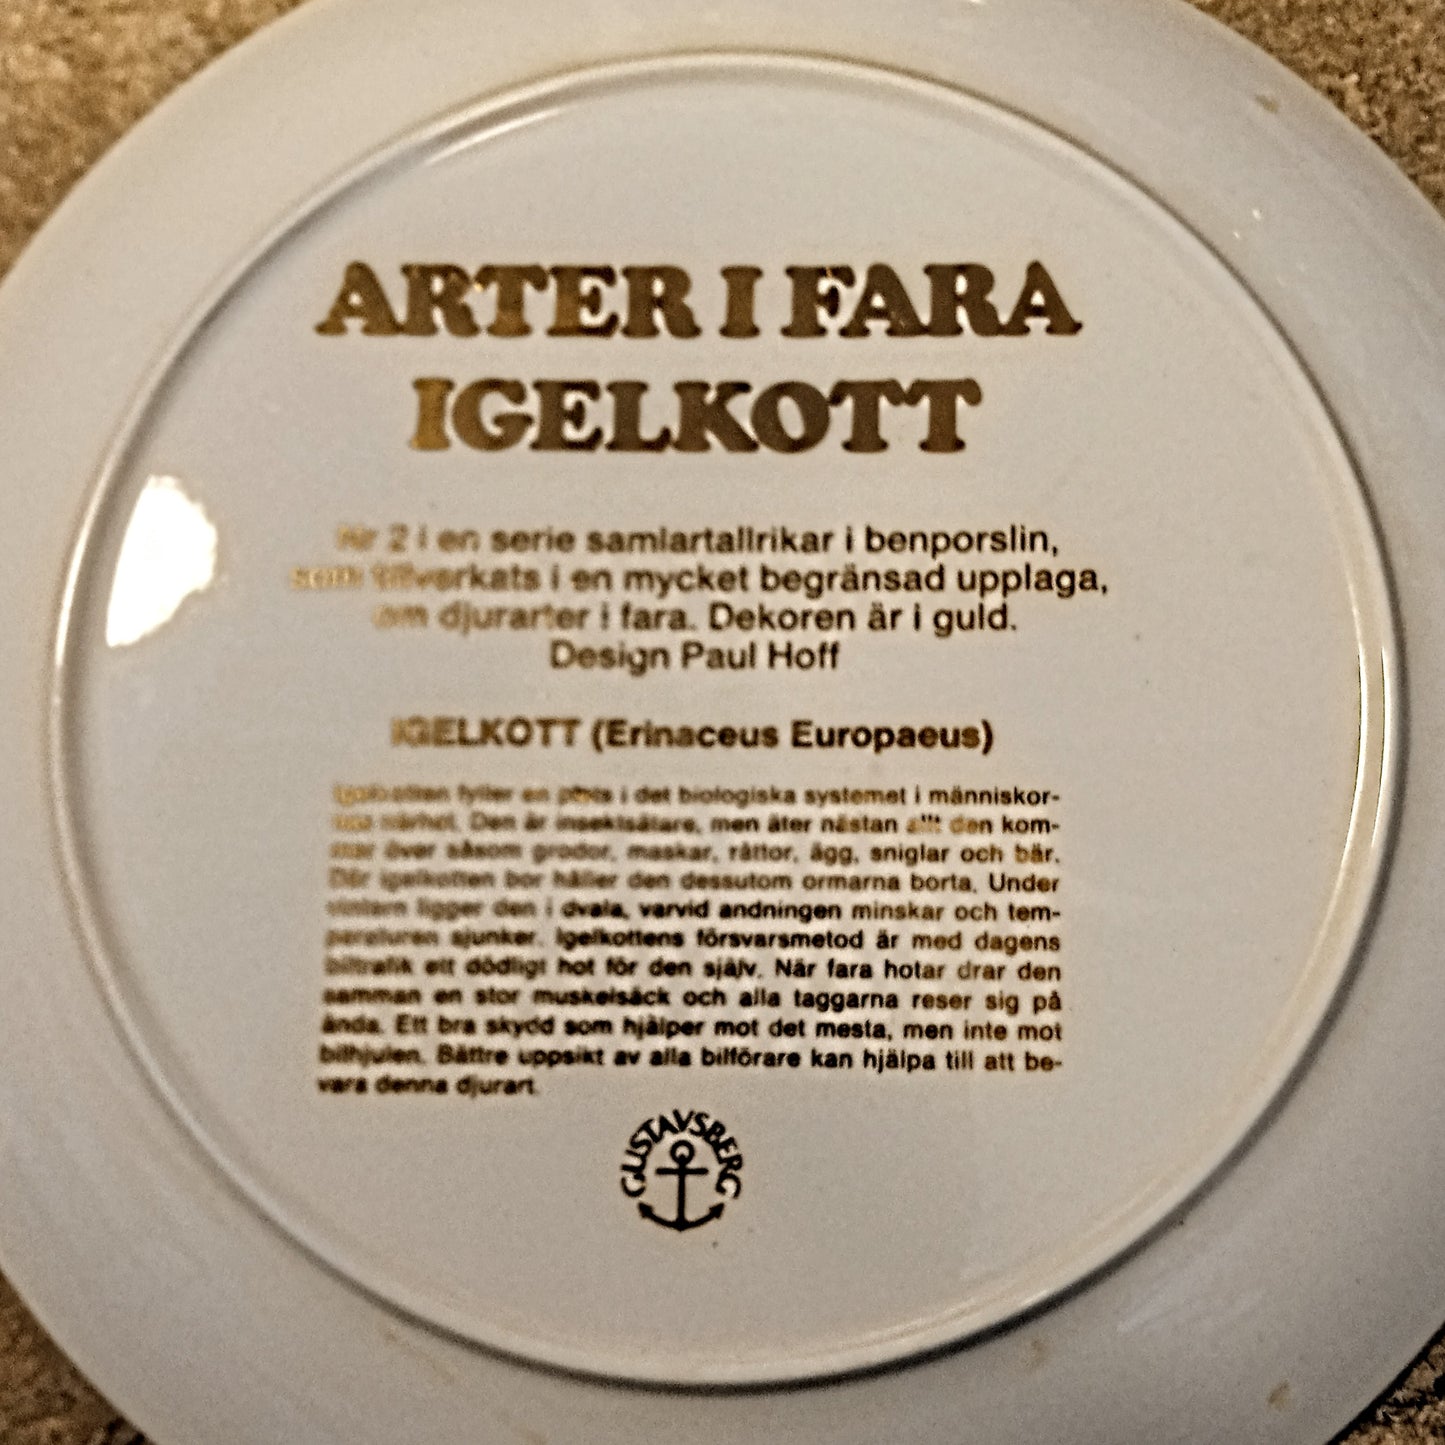 ARTER I FARA
IGELKOTT
Nr 2 i en serie samlartallrikar i benporslin,
som tillverkats i en mycket begränsad upplaga,
om djurarter i fara. Dekoren är i guld.
Design Paul Hoff
IGELKOTT (Erinaceus Europaeus)
Igelkotten fyller en plats i det biologiska systemet i människor-
nas närhet. Den är insektsätare, men äter nästan allt den kom-
mer över såsom grodor, maskar, råttor, ägg, sniglar och bär.
Där igelkotten bor håller den dessutom ormarna borta. Under
vintern ligger den i dvala, varvid andningen minskar och tem-
peraturen sjunker. Igelkottens försvarsmetod är med dagens
biltrafik ett dödligt hot för den själv. När fara hotar drar den
samman en stor muskelsäck och alla taggarna reser sig på
ända. Ett bra skydd som hjälper mot det mesta, men inte mot
bilhjulen. Bättre uppsikt av alla bilförare kan hjälpa till att be-
vara denna djurart.
GUSTAVSBERG